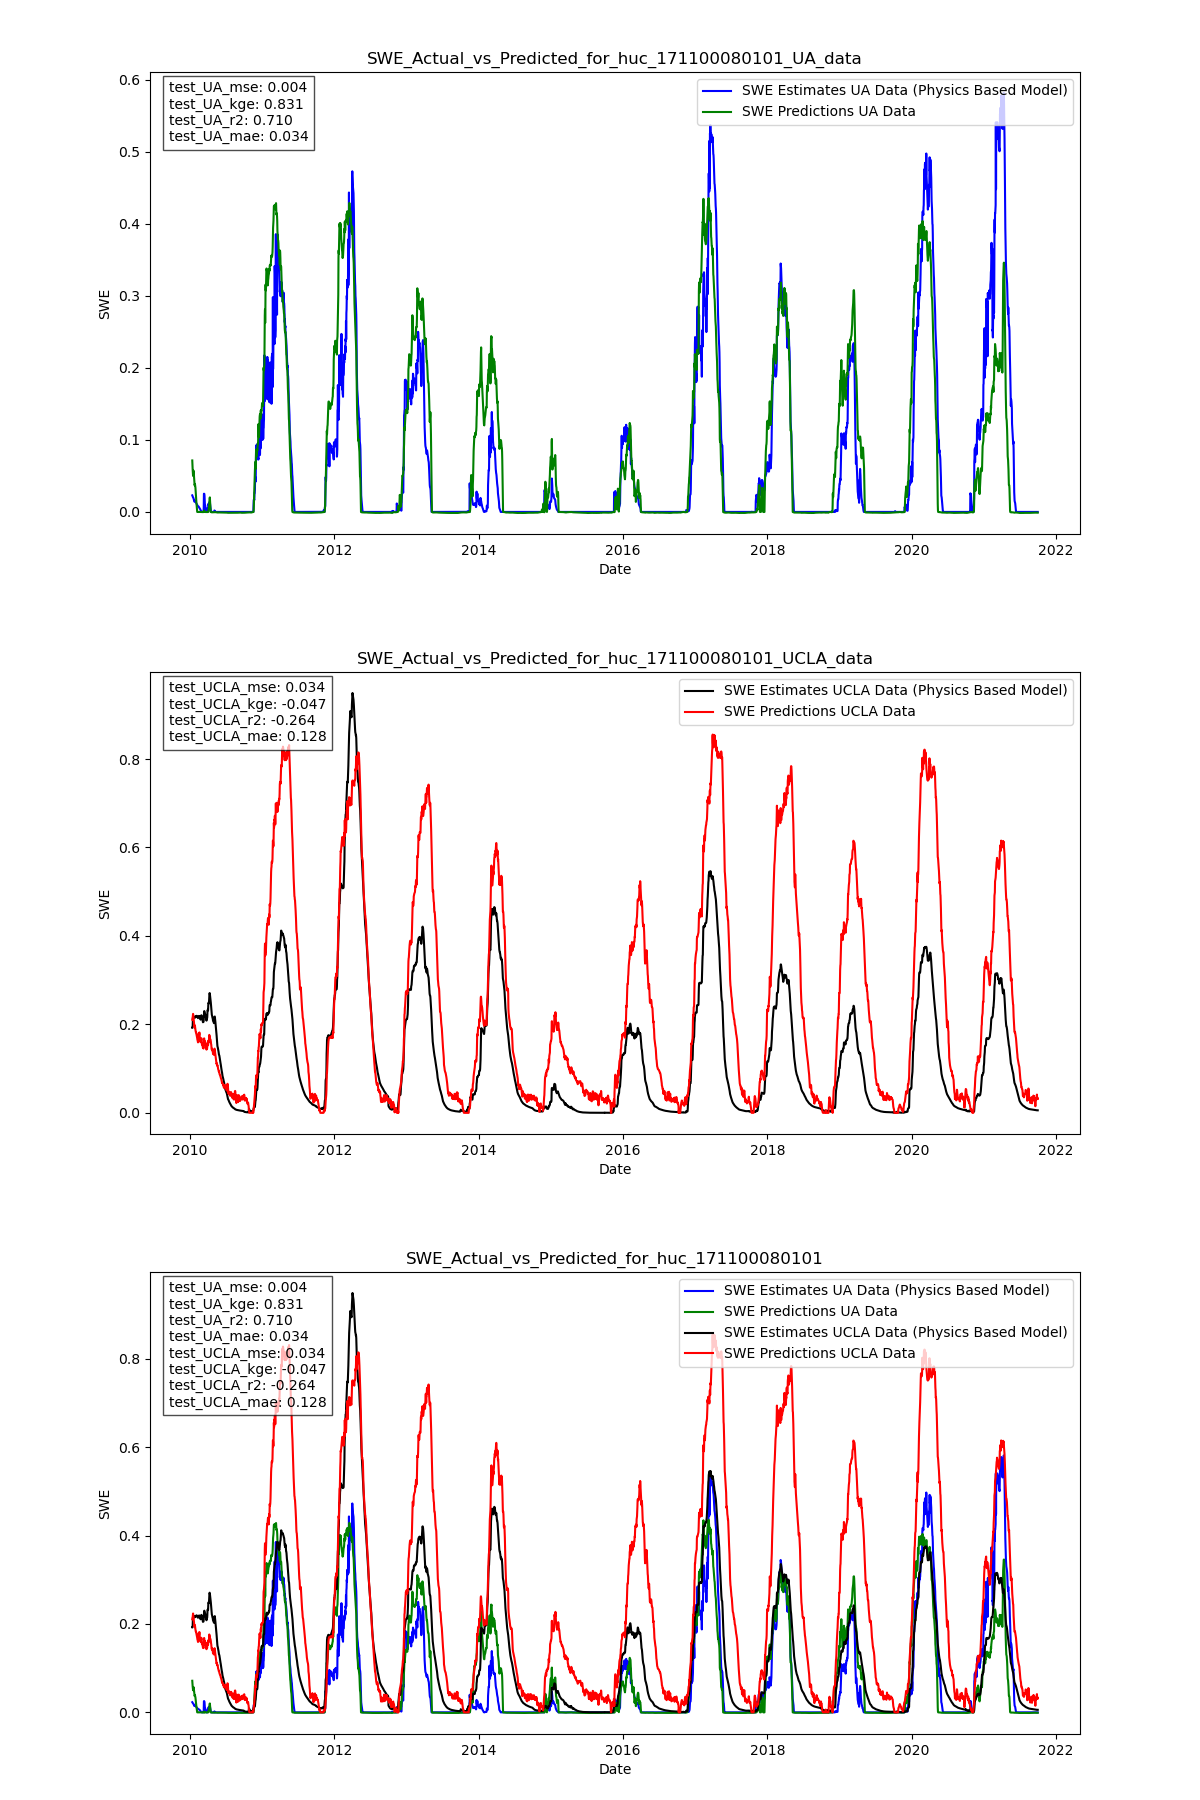 SWE_Actual_vs_Predicted_for_huc_171100080101_UA_data
test_UA_mse: 0.004
test_UA_kge: 0.831
test_UA_r2: 0.710
test_UA_mae: 0.034
SWE Estimates UA Data (Physics Based Model)
SWE Predictions UA Data
0.6
0.5
0.4
0.3
0.2
0.1
0.0
SWE
2010
2012
2014
2016
2018
2020
2022
Date
SWE_Actual_vs_Predicted_for_huc_171100080101_UCLA_data
test_UCLA_mse: 0.034
test_UCLA_kge: -0.047
test_UCLA_r2: -0.264
test_UCLA_mae: 0.128
SWE Estimates UCLA Data (Physics Based Model)
SWE Predictions UCLA Data
0.8
0.6
0.4
0.2
0.0
SWE
2010
2012
2014
2016
2018
2020
2022
Date
SWE_Actual_vs_Predicted_for_huc_171100080101
test_UA_mse: 0.004
test_UA_kge: 0.831
test_UA_r2: 0.710
test_UA_mae: 0.034
test_UCLA_mse: 0.034
test_UCLA_kge: -0.047
test_UCLA_r2: -0.264
test_UCLA_mae: 0.128
SWE Estimates UA Data (Physics Based Model)
SWE Predictions UA Data
SWE Estimates UCLA Data (Physics Based Model)
SWE Predictions UCLA Data
0.8
0.6
0.4
0.2
0.0
SWE
2010
2012
2014
2016
2018
2020
2022
Date